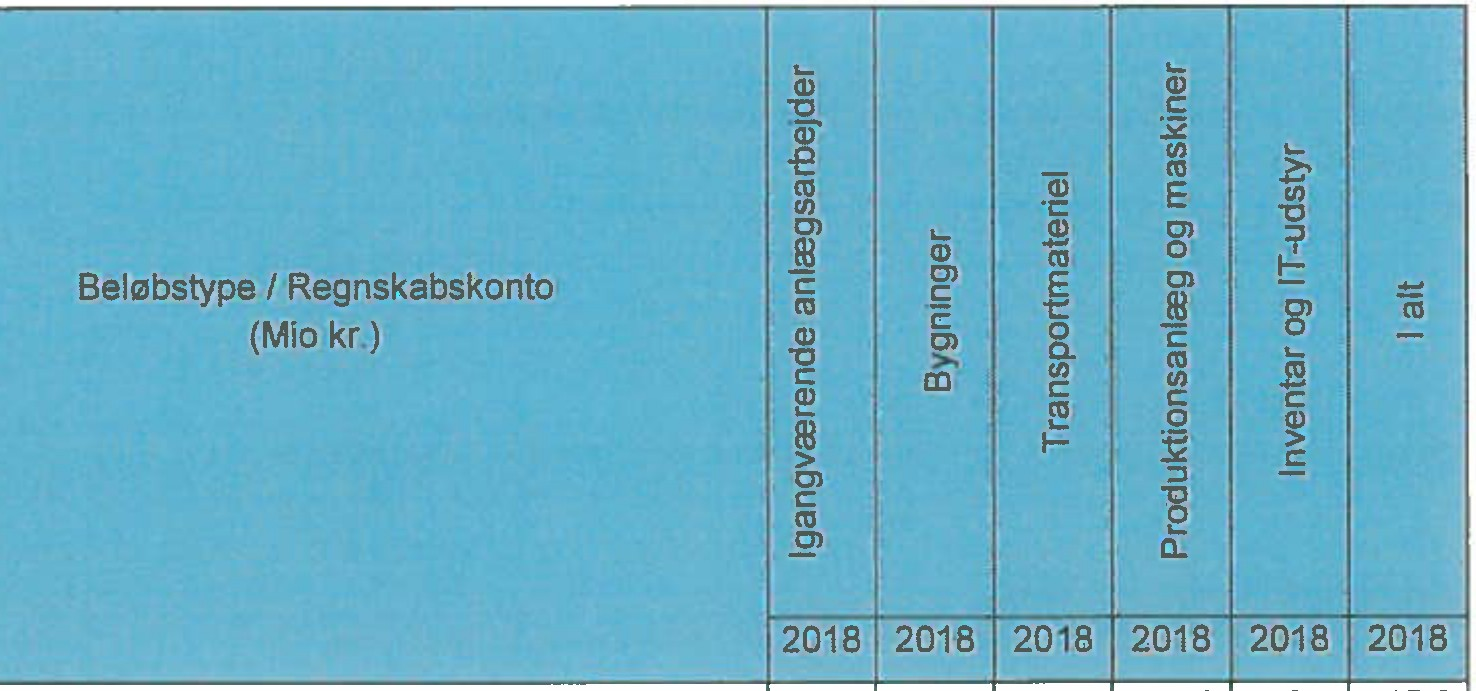 Beløbstype / Regnskabskonto
(Mio kr.)
Igangværende anlægsarbejder
Bygninger
Transportmateriel
Produktionsanlæg og maskiner
Inventar og IT-udstyr
I alt
2018 2018 2018 2018 2018 2018